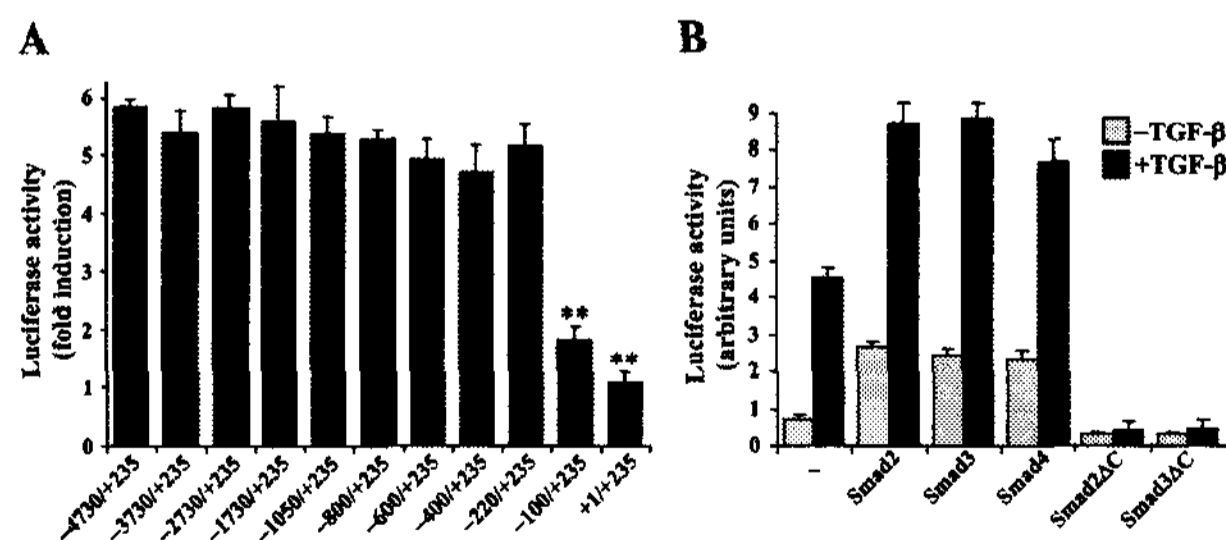 A
Luciferase activity
(fold induction)
6
5
4
3
2
1
0
**
**
–4730/+235
–3730/+235
–2730/+235
–1730/+235
–1050/+235
–800/+235
–600/+235
–400/+235
–220/+235
–100/+235
+1/+235
B
Luciferase activity
(arbitrary units)
9
8
7
6
5
4
3
2
1
0
–TGF-β
+TGF-β
–
Smad2
Smad3
Smad4
Smad2ΔC
Smad3ΔC